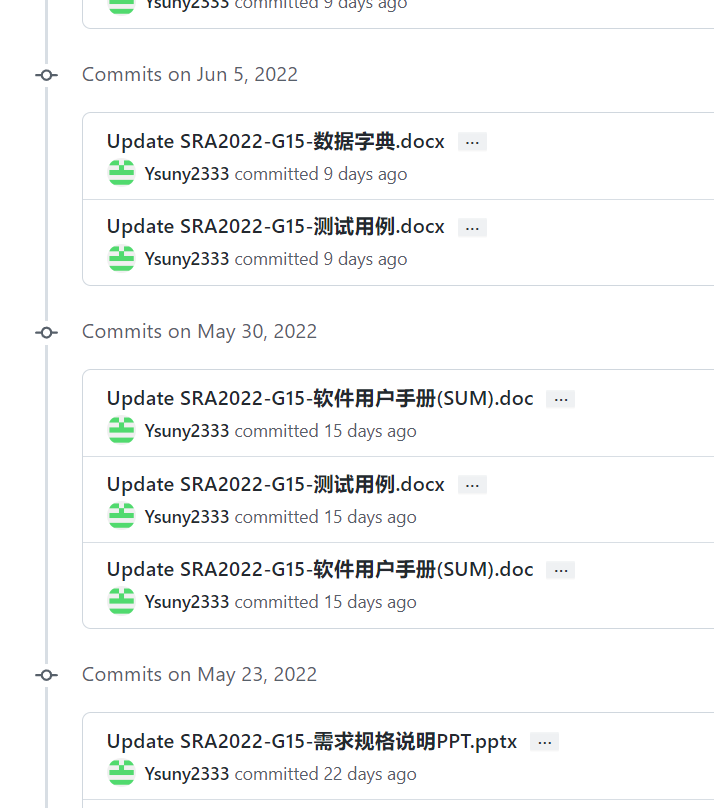 Ysuny2333 committed 9 days ago
Commits on Jun 5, 2022
Update SRA2022-G15-数据字典.docx ...
Ysuny2333 committed 9 days ago
Update SRA2022-G15-测试用例.docx ...
Ysuny2333 committed 9 days ago
Commits on May 30, 2022
Update SRA2022-G15-软件用户手册(SUM).doc ...
Ysuny2333 committed 15 days ago
Update SRA2022-G15-测试用例.docx ...
Ysuny2333 committed 15 days ago
Update SRA2022-G15-软件用户手册(SUM).doc ...
Ysuny2333 committed 15 days ago
Commits on May 23, 2022
Update SRA2022-G15-需求规格说明PPT.pptx ...
Ysuny2333 committed 22 days ago